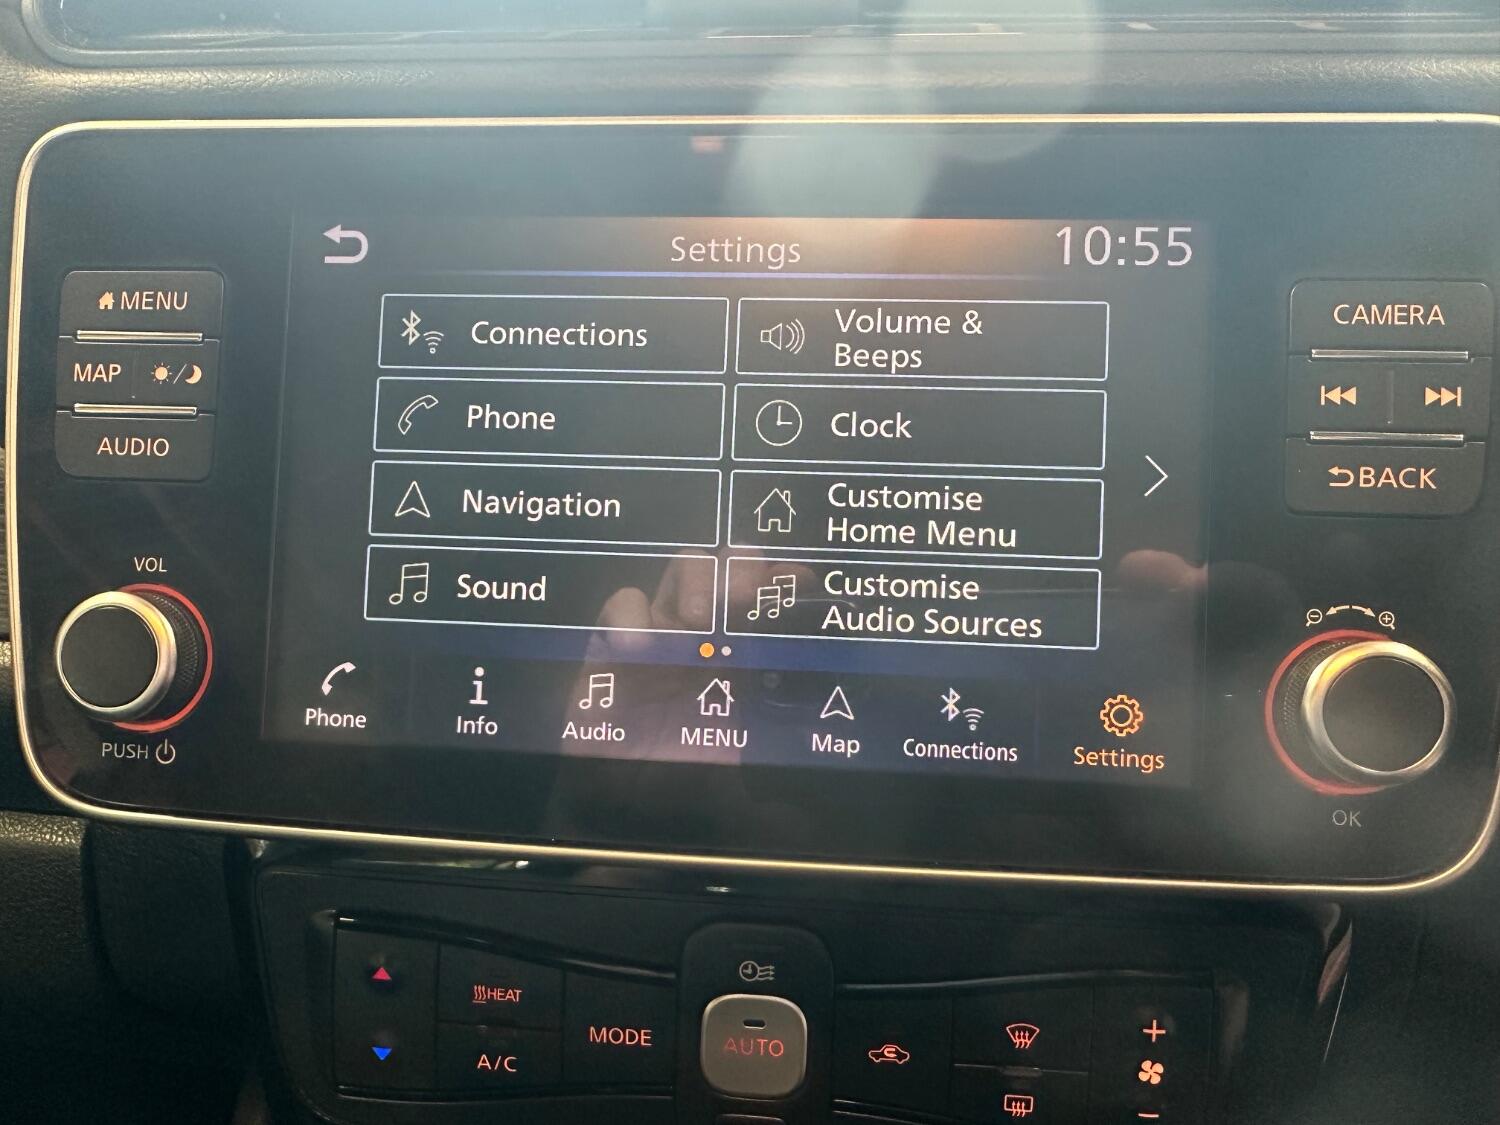 Settings
10:55
MENU
MAP
AUDIO
Connections
Volume &
Beeps
Phone
Clock
Navigation
Customise
Home Menu
Sound
Customise
Audio Sources
CAMERA
BACK
VOL
PUSH
OK
Phone
Info
Audio
MENU
Map
Connections
Settings
HEAT
A/C
MODE
AUTO
+
−